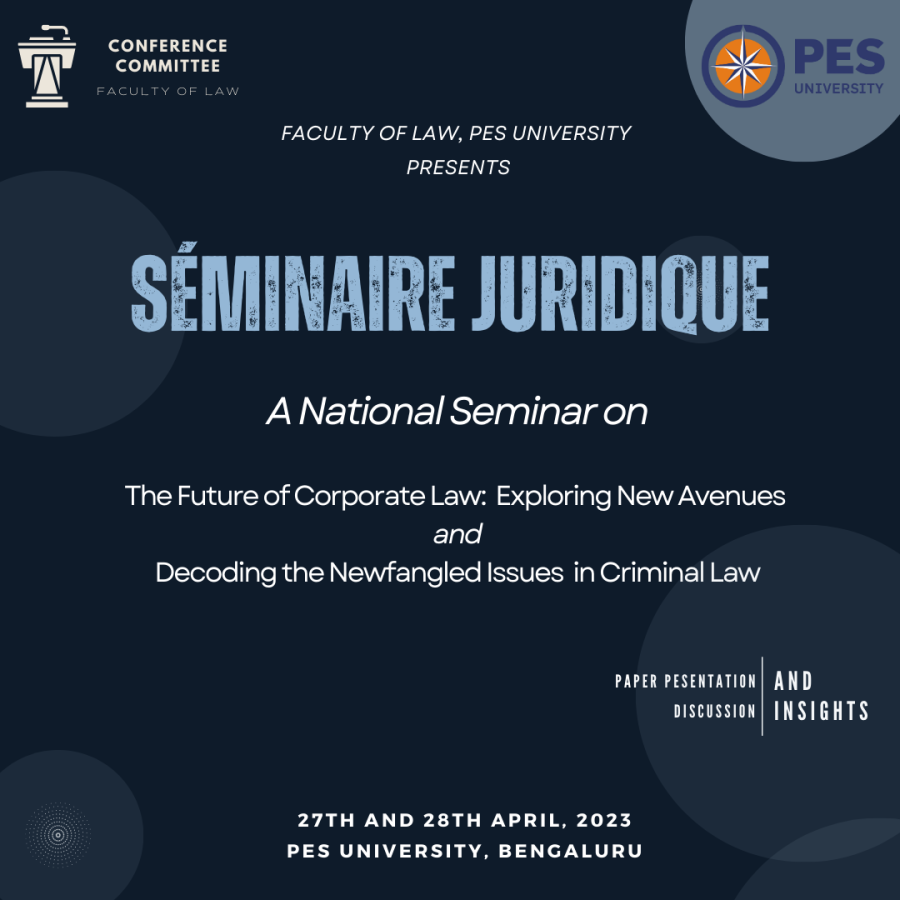 CONFERENCE
COMMITTEE
FACULTY OF LAW
PES
UNIVERSITY
FACULTY OF LAW, PES UNIVERSITY
PRESENTS
SÉMINAIRE JURIDIQUE
A National Seminar on
The Future of Corporate Law: Exploring New Avenues
and
Decoding the Newfangled Issues in Criminal Law
PAPER PESENTATION
DISCUSSION
AND
INSIGHTS
27TH AND 28TH APRIL, 2023
PES UNIVERSITY, BENGALURU